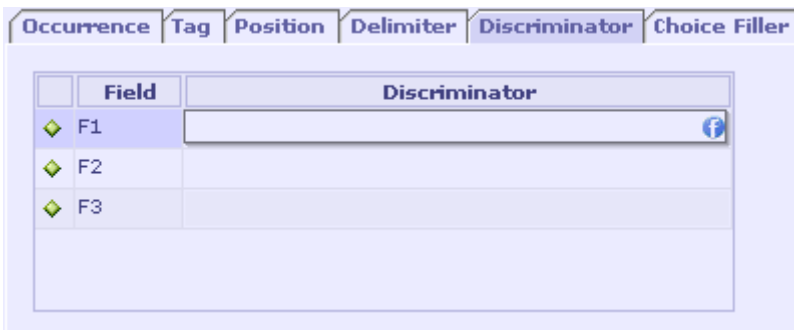 Occurrence Tag Position Delimiter Discriminator Choice Filler
Field Discriminator
F1
F2
F3